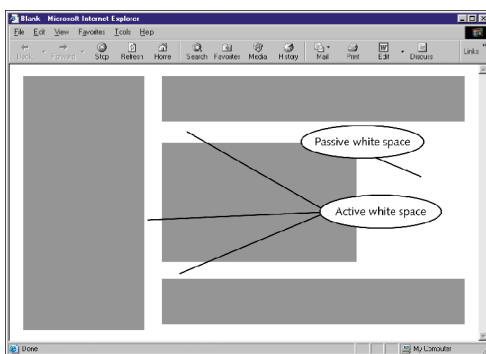 Blank Microsoft Internet Explorer
File Edit View Favorites Tools Help
Back Forward Stop Refresh Home Search Favorites Media History Mail Print Edit Discuss Links
Passive white space
Active white space
Done My Computer